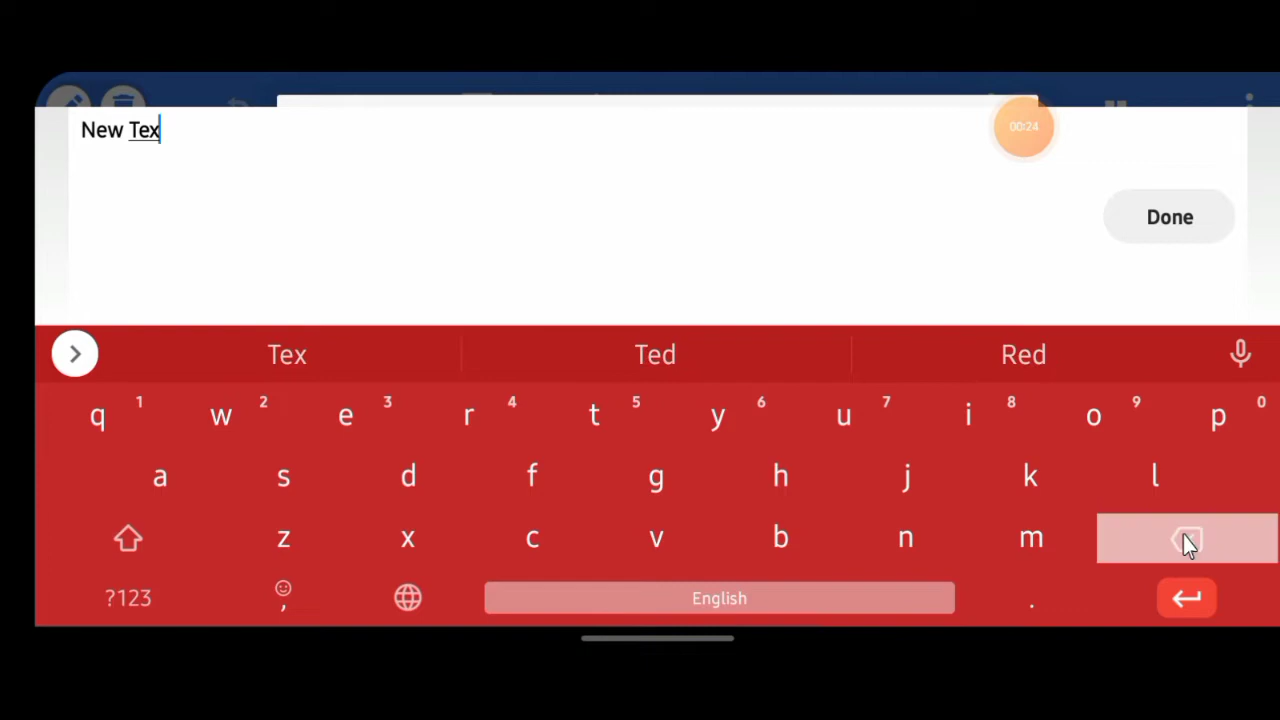 New Tex
00:24
Done
Tex Ted Red
q 1 w 2 e 3 r 4 t 5 y 6 u 7 i 8 o 9 p 0
a s d f g h j k l
z x c v b n m
?123 , English .